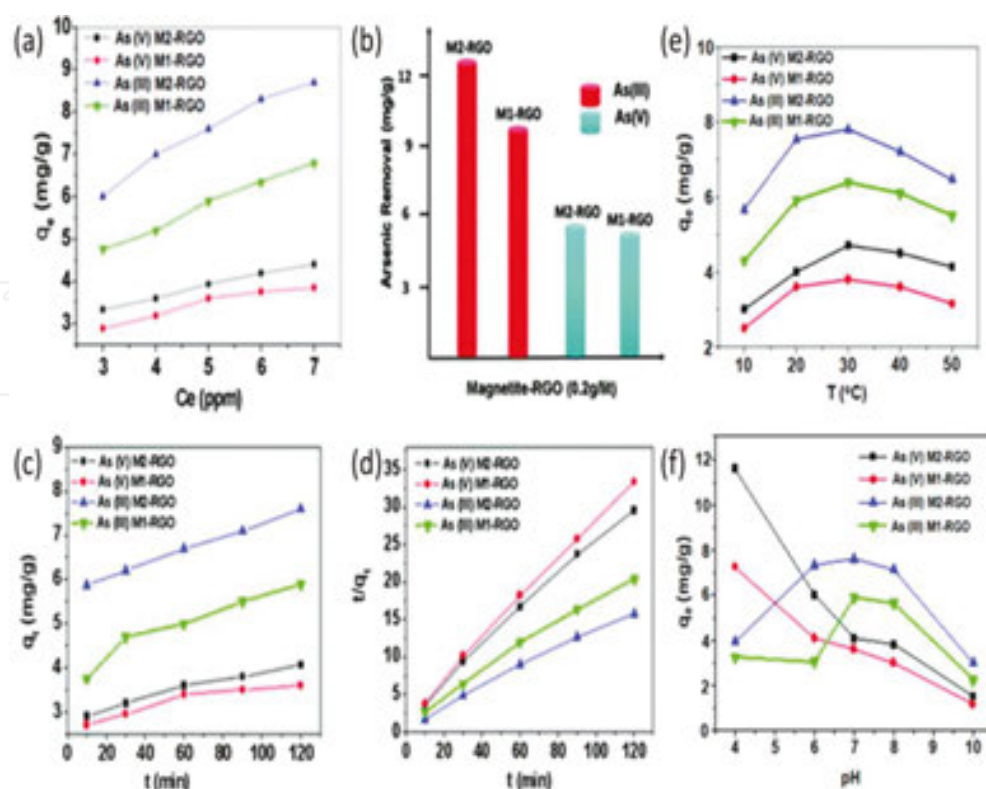 (a)
As (V) M2-RGO
As (V) M1-RGO
As (III) M2-RGO
As (III) M1-RGO
10
9
8
7
6
5
4
3
qe (mg/g)
3 4 5 6 7
Ce (ppm)
(b)
M2-RGO
M1-RGO
As(III)
As(V)
M2-RGO
M1-RGO
12
9
6
3
Arsenic Removal (mg/g)
Magnetite-RGO (0.2g/lit)
(e)
As (V) M2-RGO
As (V) M1-RGO
As (III) M2-RGO
As (III) M1-RGO
10
8
6
4
2
qe (mg/g)
10 20 30 40 50
T (°C)
(c)
As (V) M2-RGO
As (V) M1-RGO
As (III) M2-RGO
As (III) M1-RGO
9
8
7
6
5
4
3
qt (mg/g)
0 20 40 60 80 100 120
t (min)
(d)
As (V) M2-RGO
As (V) M1-RGO
As (III) M2-RGO
As (III) M1-RGO
35
30
25
20
15
10
5
0
t/qt
0 20 40 60 80 100 120
t (min)
(f)
As (V) M2-RGO
As (V) M1-RGO
As (III) M2-RGO
As (III) M1-RGO
12
10
8
6
4
2
0
qe (mg/g)
4 5 6 7 8 9 10
pH